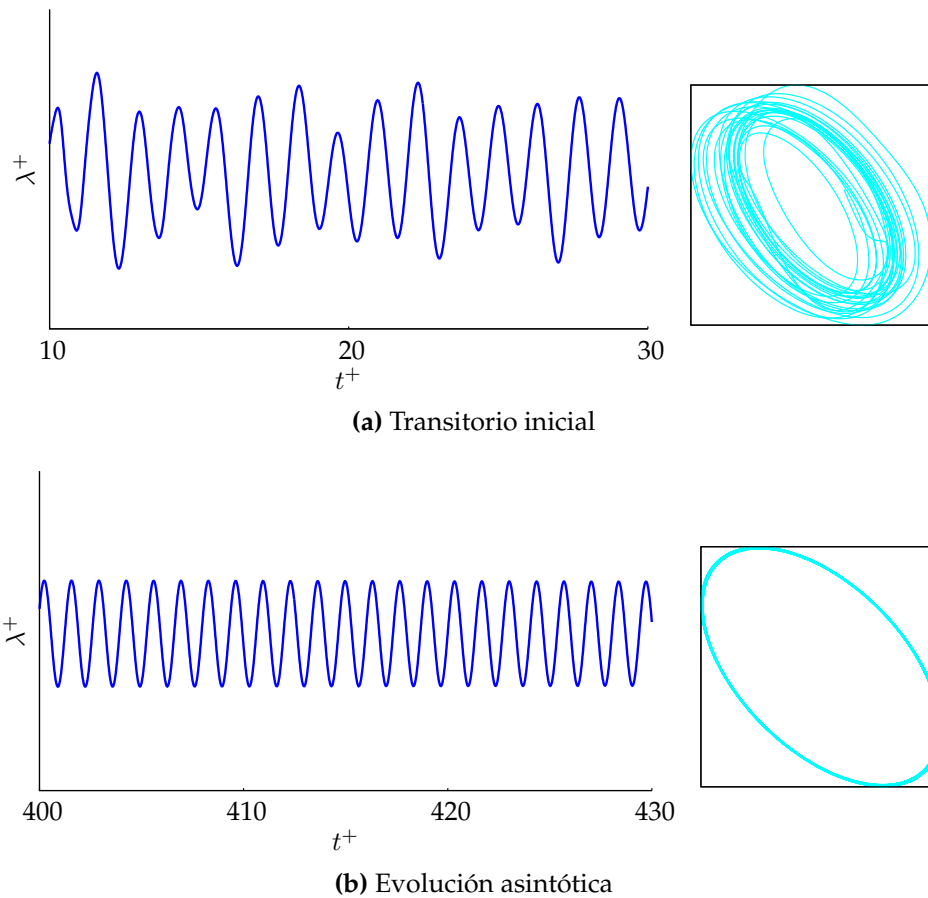 λ+
10
20
30
t+
(a) Transitorio inicial
λ+
400
410
420
430
t+
(b) Evolución asintótica